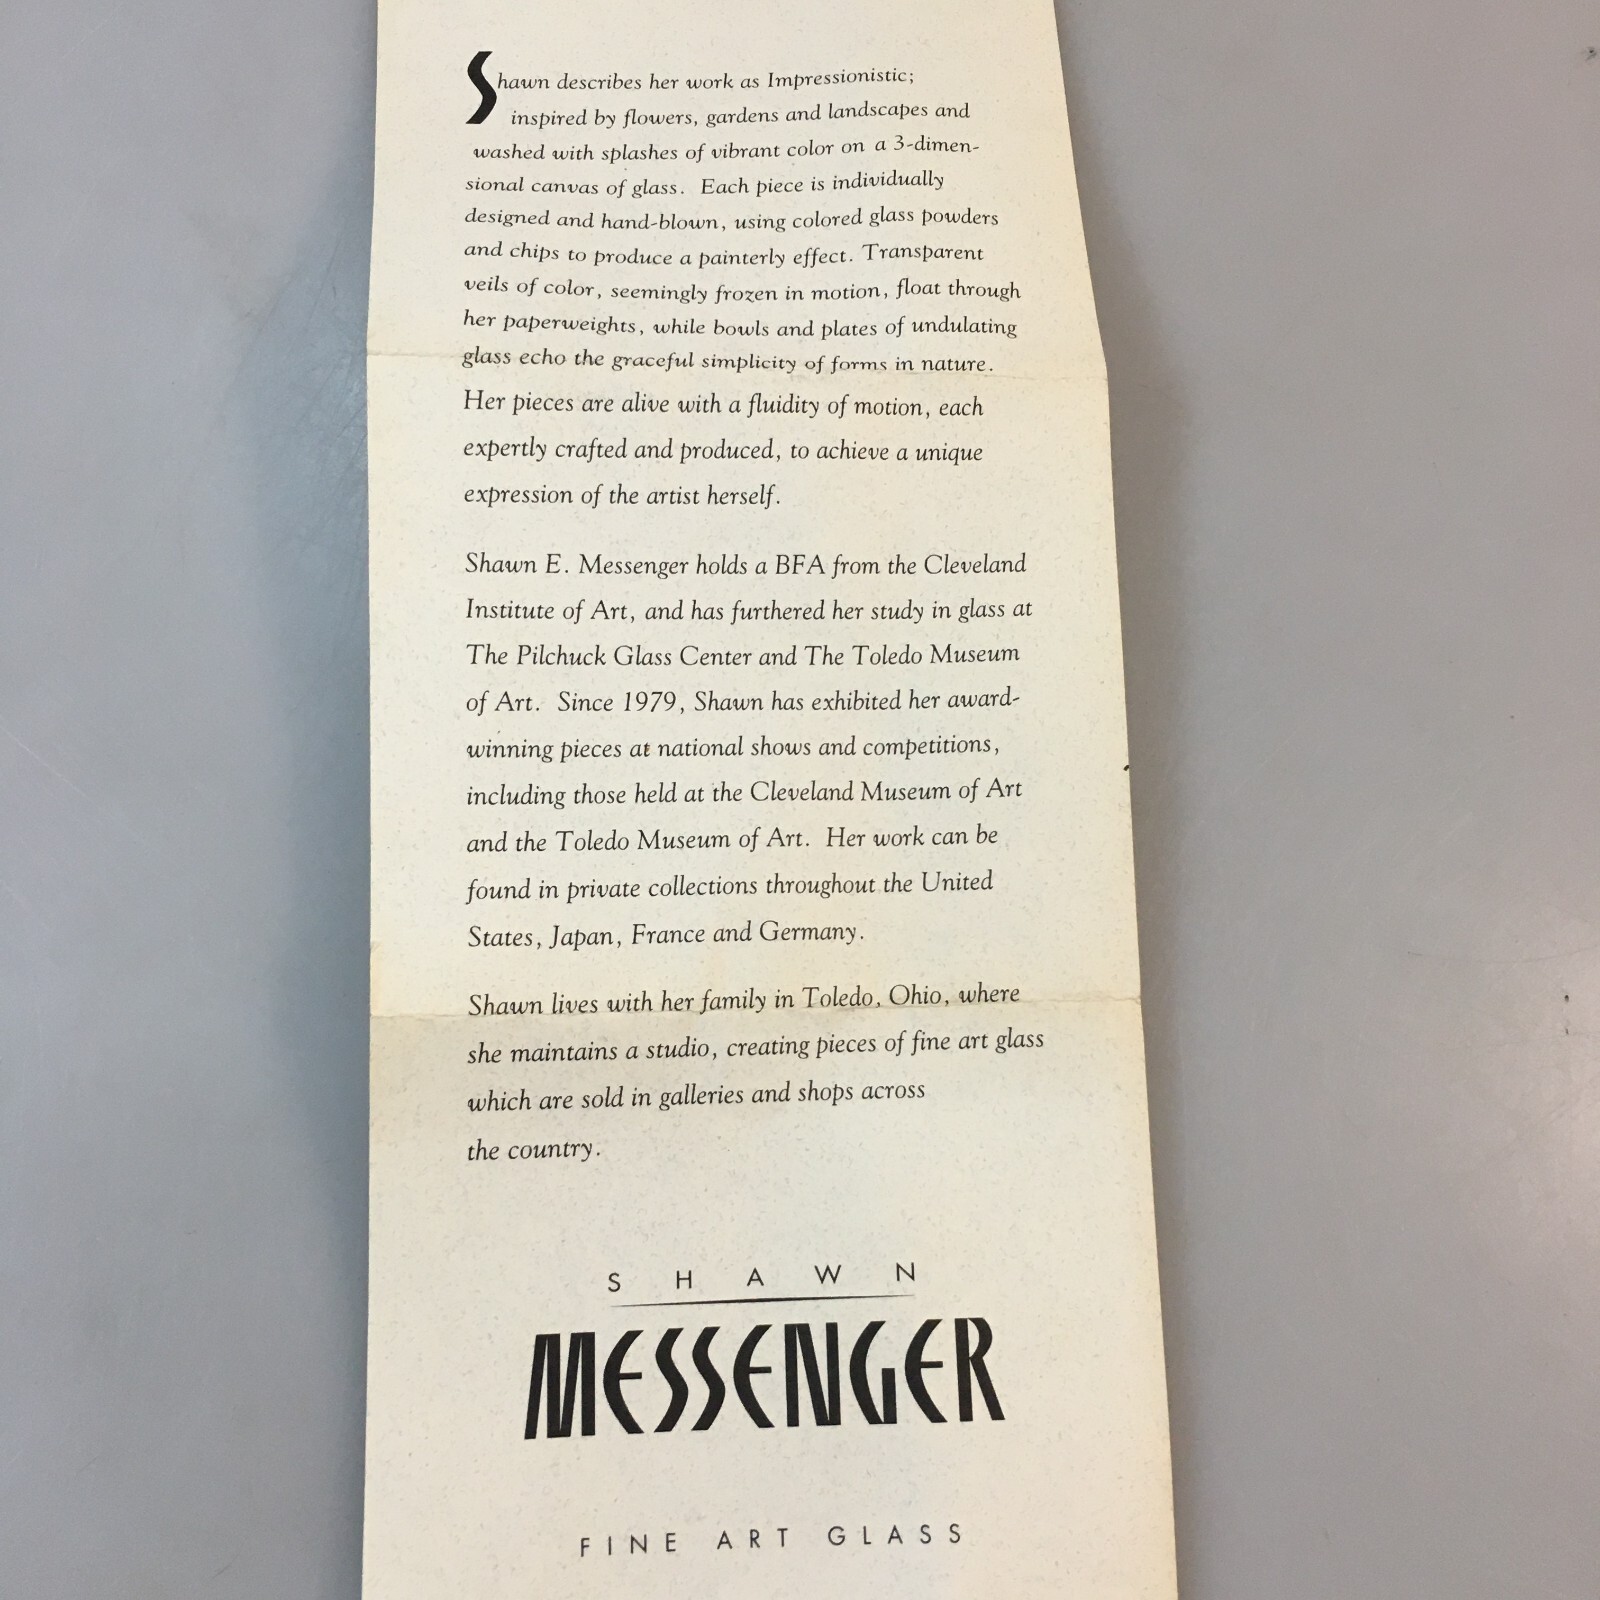 Shawn describes her work as Impressionistic;
inspired by flowers, gardens and landscapes and
washed with splashes of vibrant color on a 3-dimen-
sional canvas of glass. Each piece is individually
designed and hand-blown, using colored glass powders
and chips to produce a painterly effect. Transparent
veils of color, seemingly frozen in motion, float through
her paperweights, while bowls and plates of undulating
glass echo the graceful simplicity of forms in nature.
Her pieces are alive with a fluidity of motion, each
expertly crafted and produced, to achieve a unique
expression of the artist herself.
Shawn E. Messenger holds a BFA from the Cleveland
Institute of Art, and has furthered her study in glass at
The Pilchuck Glass Center and The Toledo Museum
of Art. Since 1979, Shawn has exhibited her award-
winning pieces at national shows and competitions,
including those held at the Cleveland Museum of Art
and the Toledo Museum of Art. Her work can be
found in private collections throughout the United
States, Japan, France and Germany.
Shawn lives with her family in Toledo, Ohio, where
she maintains a studio, creating pieces of fine art glass
which are sold in galleries and shops across
the country.
SHAWN
MESSENGER
FINE ART GLASS